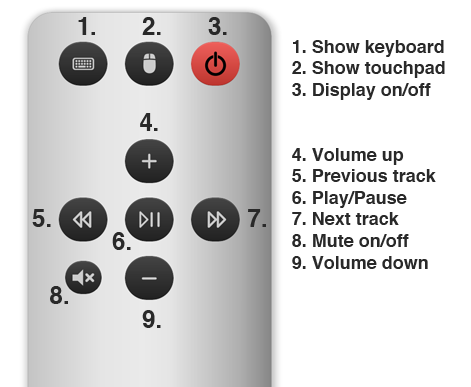 1. 2. 3.
4.
5. 7.
6.
8.
9.
1. Show keyboard
2. Show touchpad
3. Display on/off
4. Volume up
5. Previous track
6. Play/Pause
7. Next track
8. Mute on/off
9. Volume down